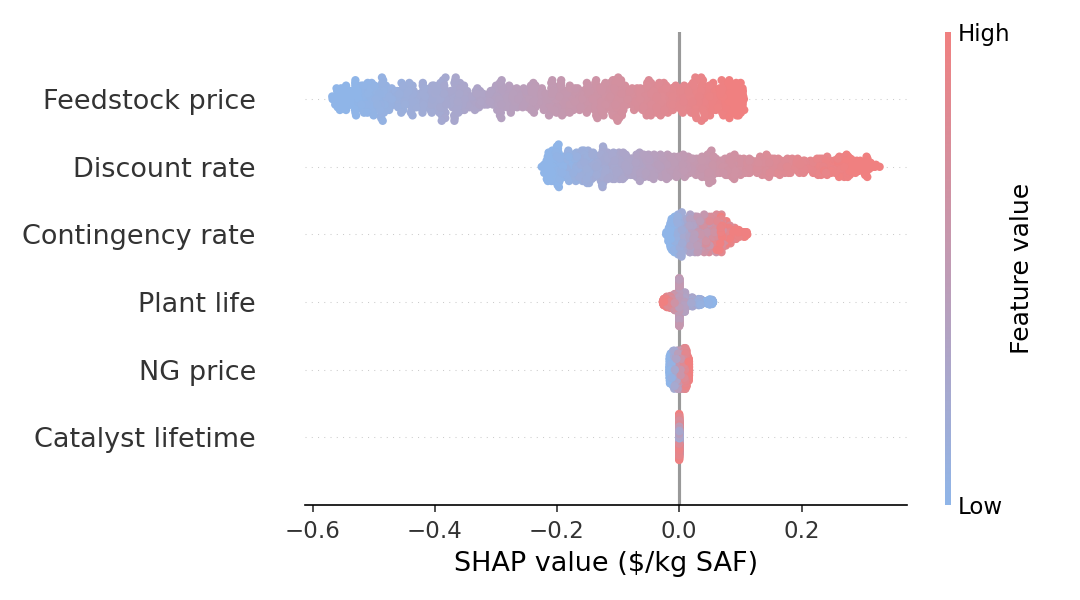 High
Feedstock price
Discount rate
Contingency rate
Plant life
NG price
Catalyst lifetime
Feature value
Low
−0.6 −0.4 −0.2 0.0 0.2
SHAP value ($/kg SAF)